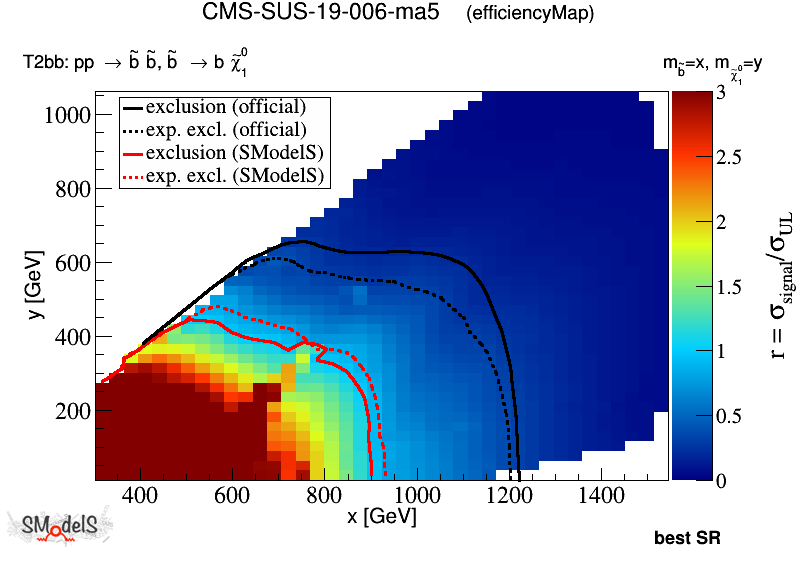 CMS-SUS-19-006-ma5 (efficiencyMap)
T2bb: pp → b̃ b̃, b̃ → b χ̃⁰₁
m_b̃=x, m_χ̃⁰₁=y
exclusion (official)
exp. excl. (official)
exclusion (SModelS)
exp. excl. (SModelS)
1000
800
600
400
200
y [GeV]
400 600 800 1000 1200 1400
x [GeV]
3
2.5
2
1.5
1
0.5
0
r = σ_signal/σ_UL
SModelS
best SR